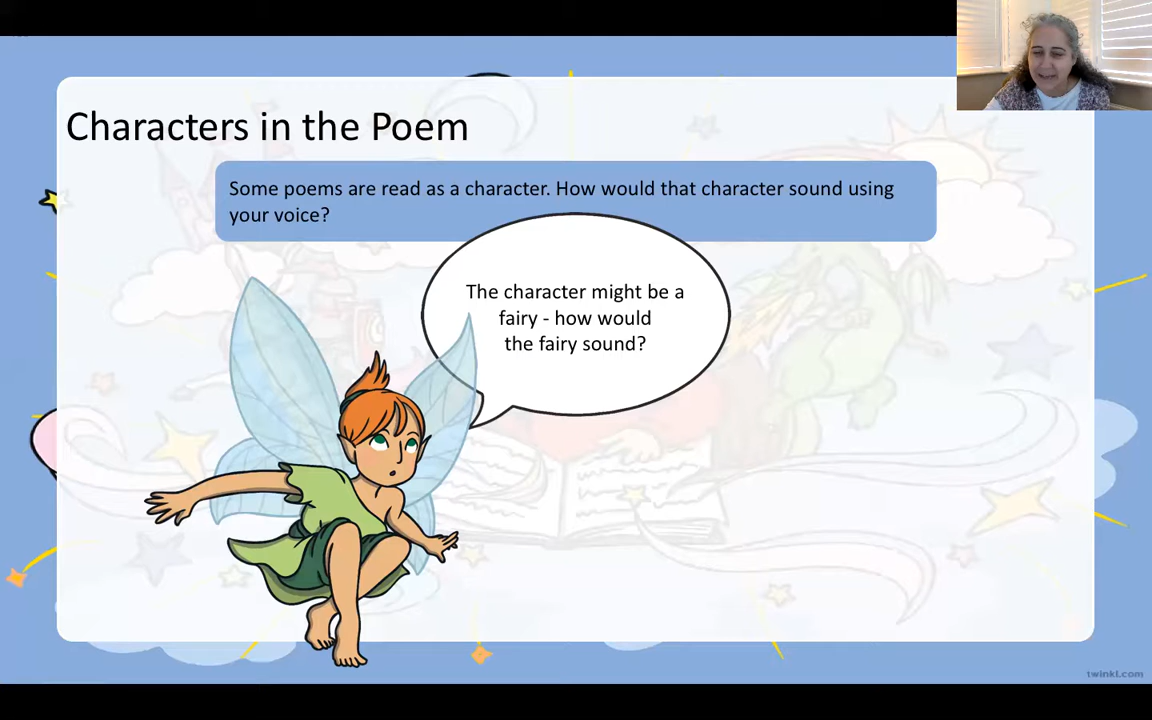 Characters in the Poem
Some poems are read as a character. How would that character sound using
your voice?
The character might be a
fairy - how would
the fairy sound?
twinkl.com